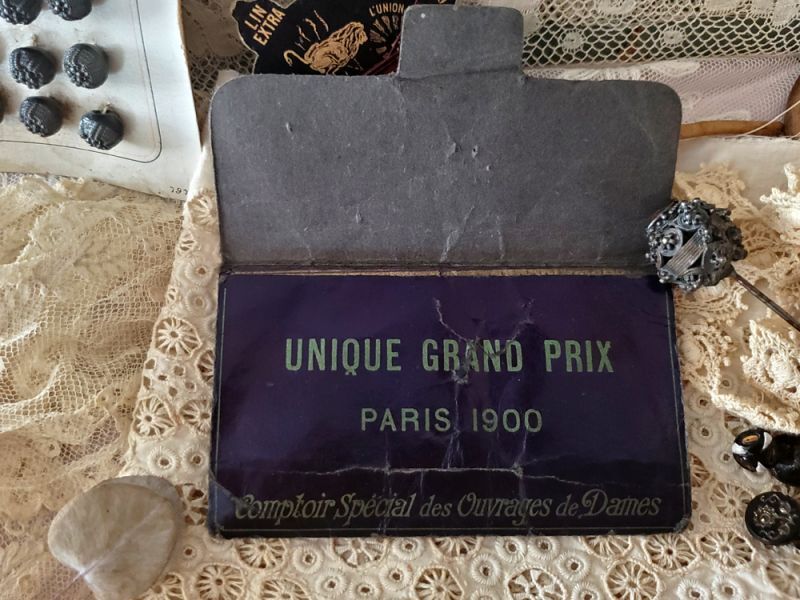 LIN
EXTRA
L'UNION
UNIQUE GRAND PRIX
PARIS 1900
Comptoir Spécial des Ouvrages de Dames